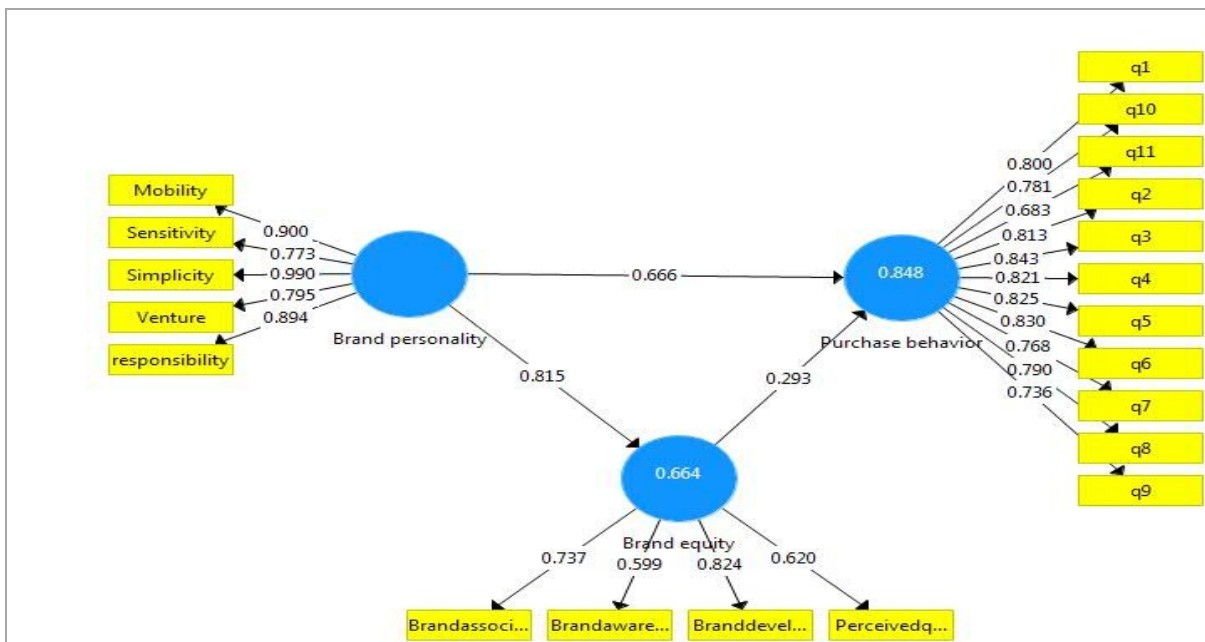 q1
q10
q11
q2
q3
q4
q5
q6
q7
q8
q9
0.800
0.781
0.683
0.813
0.843
0.821
0.825
0.830
0.768
0.790
0.736
Mobility
Sensitivity
Simplicity
Venture
responsibility
0.900
0.773
0.990
0.795
0.894
Brand personality
0.666
0.848
Purchase behavior
0.815
0.293
0.664
Brand equity
0.737
0.599
0.824
0.620
Brandassoci...
Brandaware...
Branddevel...
Perceivedq...